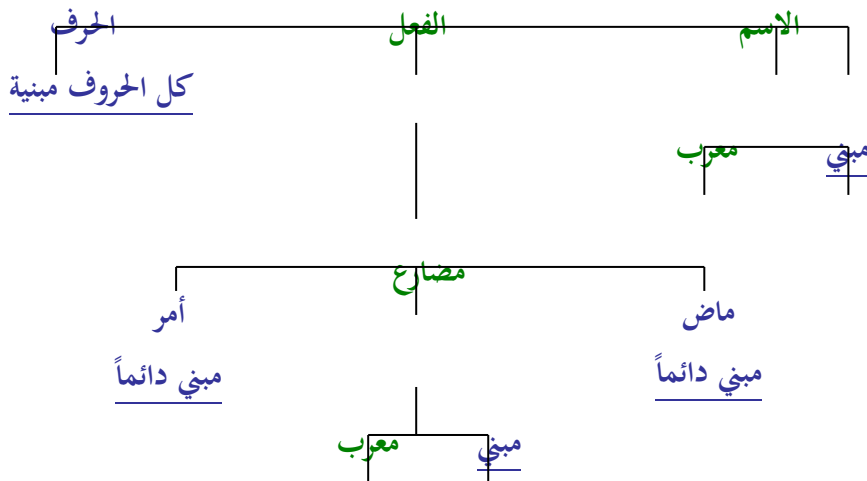 الاسم الفعل الحرف
كل الحروف مبنية
مبني معرب
مضارع
ماض أمر
مبني دائماً مبني دائماً
مبني معرب